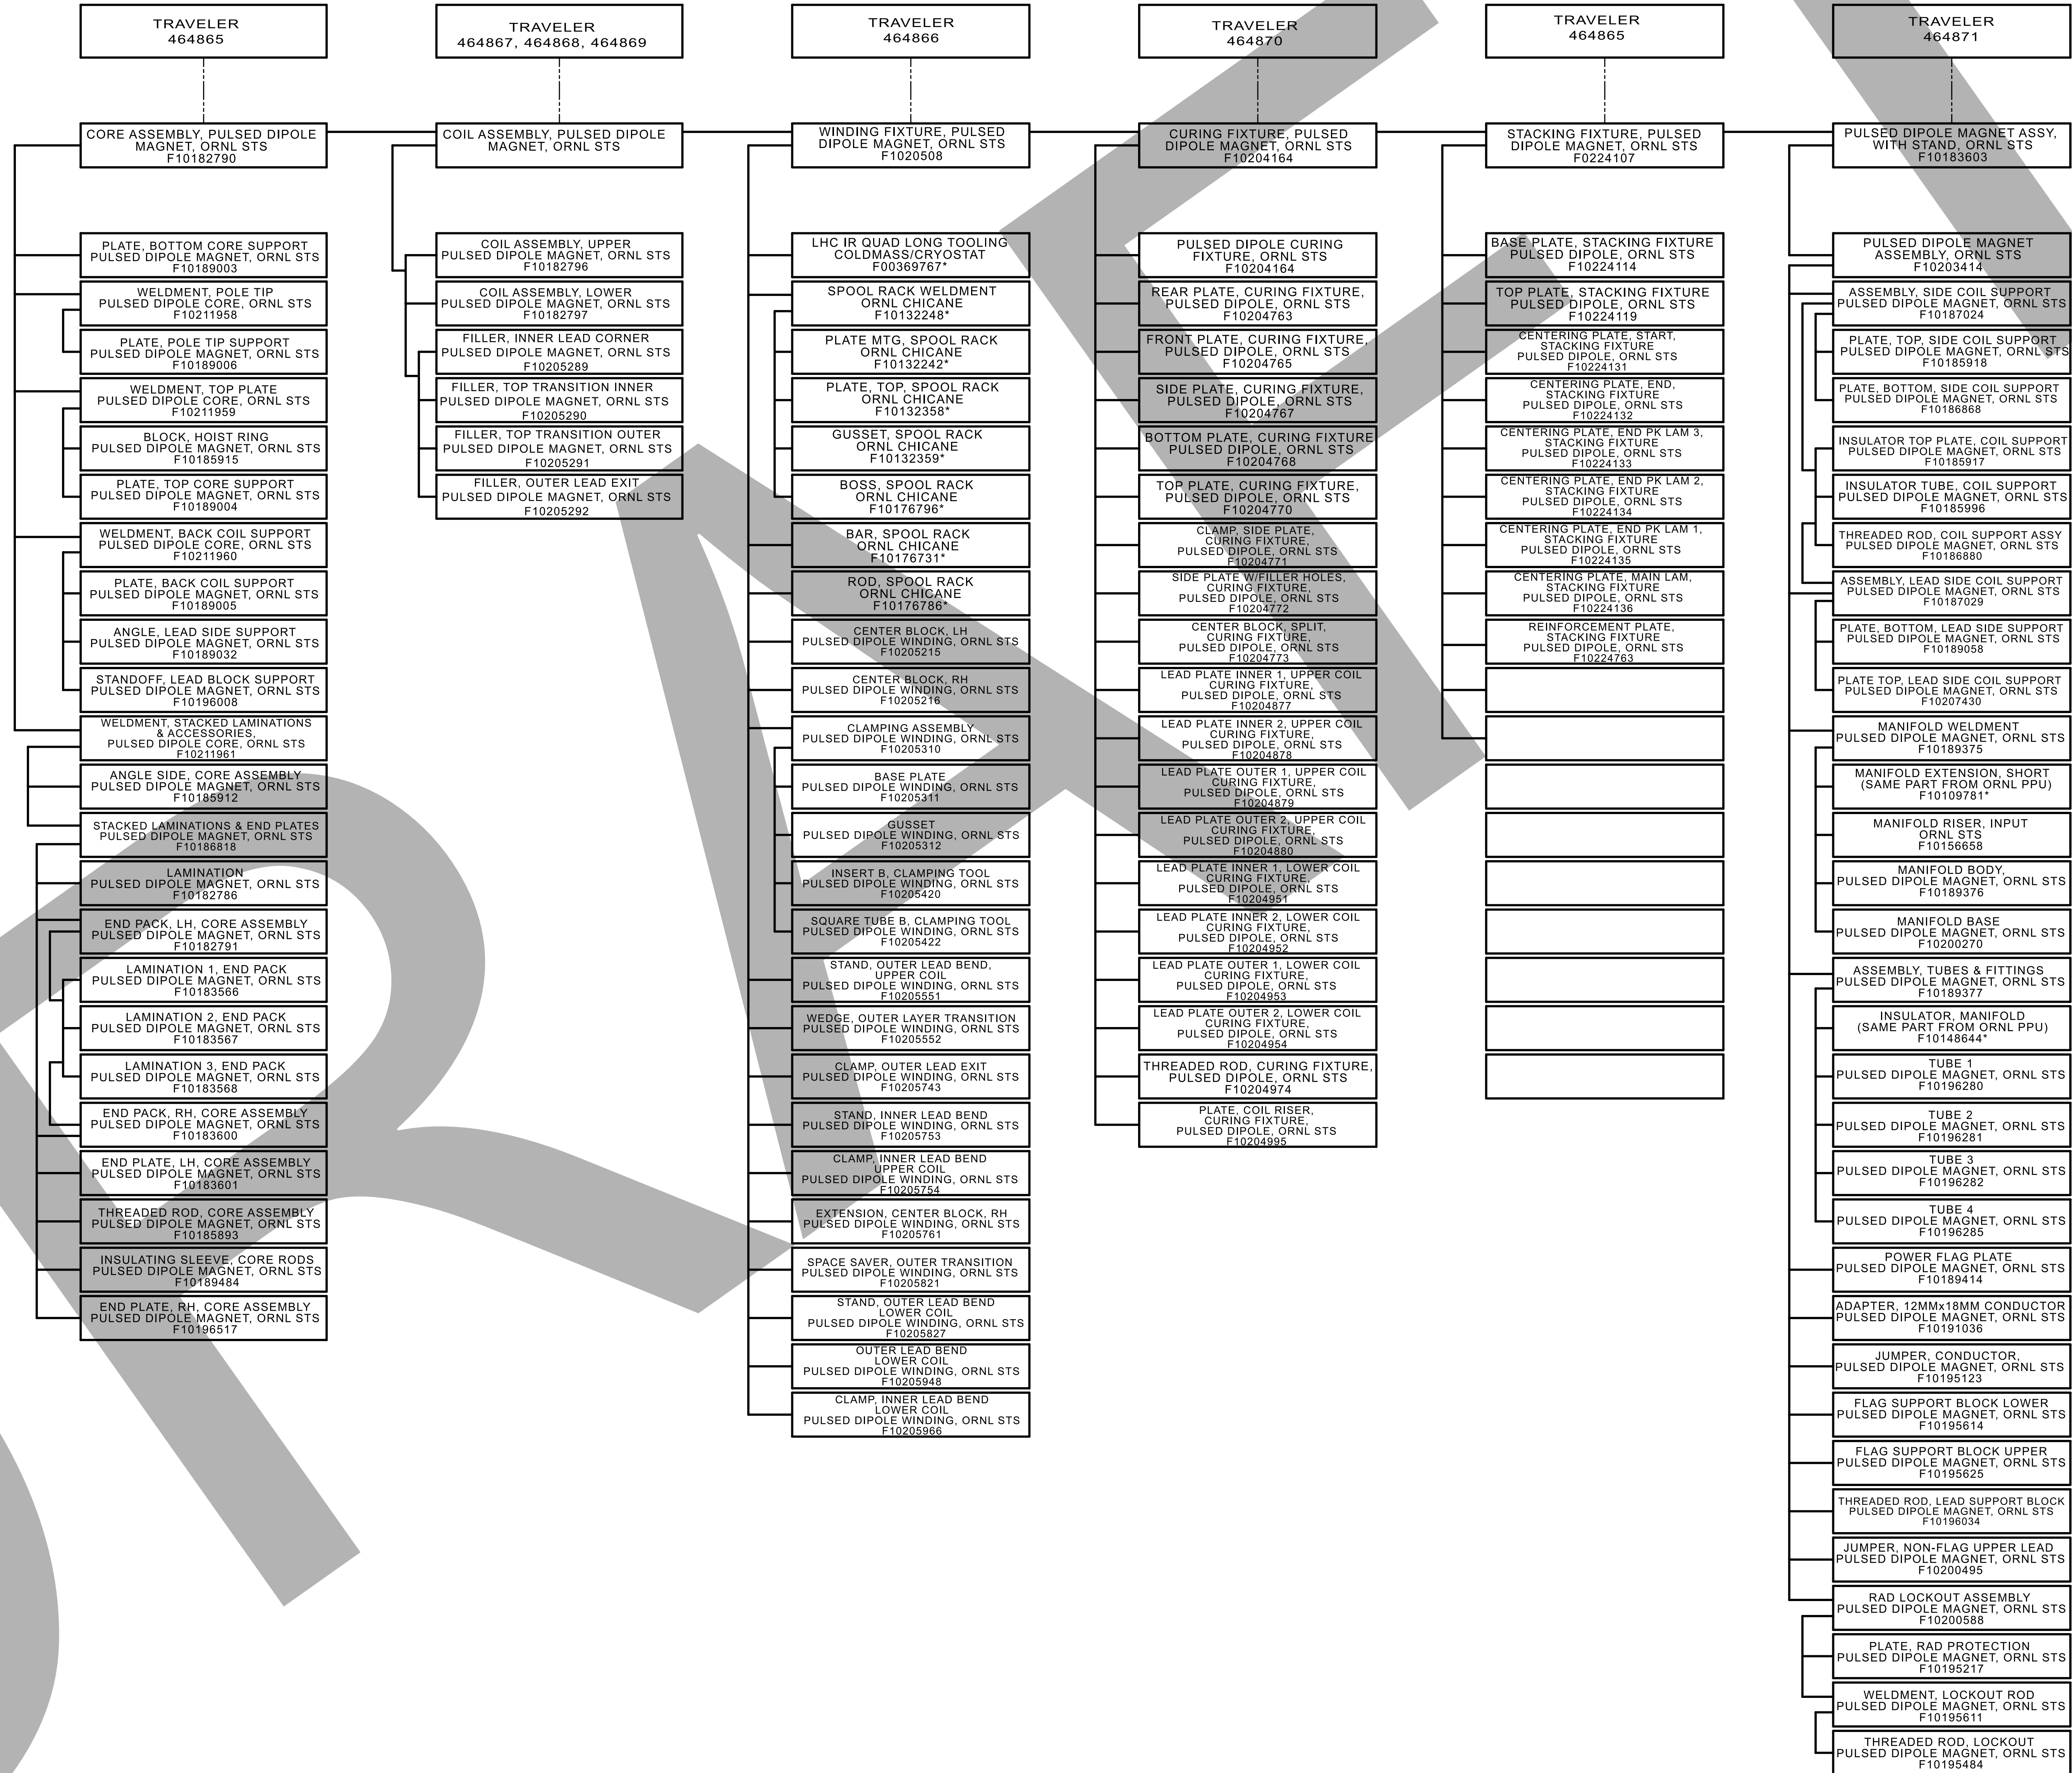 TRAVELER
464865
CORE ASSEMBLY, PULSED DIPOLE
MAGNET, ORNL STS
F10182790
PLATE, BOTTOM CORE SUPPORT
PULSED DIPOLE MAGNET, ORNL STS
F10189003
WELDMENT, POLE TIP
PULSED DIPOLE CORE, ORNL STS
F10211958
PLATE, POLE TIP SUPPORT
PULSED DIPOLE MAGNET, ORNL STS
F10189006
WELDMENT, TOP PLATE
PULSED DIPOLE CORE, ORNL STS
F10211959
BLOCK, HOIST RING
PULSED DIPOLE MAGNET, ORNL STS
F10185915
PLATE, TOP CORE SUPPORT
PULSED DIPOLE MAGNET, ORNL STS
F10189004
WELDMENT, BACK COIL SUPPORT
PULSED DIPOLE CORE, ORNL STS
F10211960
PLATE, BACK COIL SUPPORT
PULSED DIPOLE MAGNET, ORNL STS
F10189005
ANGLE, LEAD SIDE SUPPORT
PULSED DIPOLE MAGNET, ORNL STS
F10189032
STANDOFF, LEAD BLOCK SUPPORT
PULSED DIPOLE MAGNET, ORNL STS
F10196008
WELDMENT, STACKED LAMINATIONS
& ACCESSORIES,
PULSED DIPOLE CORE, ORNL STS
F10211961
ANGLE SIDE, CORE ASSEMBLY
PULSED DIPOLE MAGNET, ORNL STS
F10185912
STACKED LAMINATIONS & END PLATES
PULSED DIPOLE MAGNET, ORNL STS
F10186818
LAMINATION
PULSED DIPOLE MAGNET, ORNL STS
F10182786
END PACK, LH, CORE ASSEMBLY
PULSED DIPOLE MAGNET, ORNL STS
F10182791
LAMINATION 1, END PACK
PULSED DIPOLE MAGNET, ORNL STS
F10183566
LAMINATION 2, END PACK
PULSED DIPOLE MAGNET, ORNL STS
F10183567
LAMINATION 3, END PACK
PULSED DIPOLE MAGNET, ORNL STS
F10183568
END PACK, RH, CORE ASSEMBLY
PULSED DIPOLE MAGNET, ORNL STS
F10183600
END PLATE, LH, CORE ASSEMBLY
PULSED DIPOLE MAGNET, ORNL STS
F10183601
THREADED ROD, CORE ASSEMBLY
PULSED DIPOLE MAGNET, ORNL STS
F10185893
INSULATING SLEEVE, CORE RODS
PULSED DIPOLE MAGNET, ORNL STS
F10189484
END PLATE, RH, CORE ASSEMBLY
PULSED DIPOLE MAGNET, ORNL STS
F10196517
TRAVELER
464867, 464868, 464869
COIL ASSEMBLY, PULSED DIPOLE
MAGNET, ORNL STS
COIL ASSEMBLY, UPPER
PULSED DIPOLE MAGNET, ORNL STS
F10182796
COIL ASSEMBLY, LOWER
PULSED DIPOLE MAGNET, ORNL STS
F10182797
FILLER, INNER LEAD CORNER
PULSED DIPOLE MAGNET, ORNL STS
F10205289
FILLER, TOP TRANSITION INNER
PULSED DIPOLE MAGNET, ORNL STS
F10205290
FILLER, TOP TRANSITION OUTER
PULSED DIPOLE MAGNET, ORNL STS
F10205291
FILLER, OUTER LEAD EXIT
PULSED DIPOLE MAGNET, ORNL STS
F10205292
TRAVELER
464866
WINDING FIXTURE, PULSED
DIPOLE MAGNET, ORNL STS
F1020508
LHC IR QUAD LONG TOOLING
COLDMASS/CRYOSTAT
F00369767*
SPOOL RACK WELDMENT
ORNL CHICANE
F10132248*
PLATE MTG, SPOOL RACK
ORNL CHICANE
F10132242*
PLATE, TOP, SPOOL RACK
ORNL CHICANE
F10132358*
GUSSET, SPOOL RACK
ORNL CHICANE
F10132359*
BOSS, SPOOL RACK
ORNL CHICANE
F10176796*
BAR, SPOOL RACK
ORNL CHICANE
F10176731*
ROD, SPOOL RACK
ORNL CHICANE
F10176786*
CENTER BLOCK, LH
PULSED DIPOLE WINDING, ORNL STS
F10205215
CENTER BLOCK, RH
PULSED DIPOLE WINDING, ORNL STS
F10205216
CLAMPING ASSEMBLY
PULSED DIPOLE WINDING, ORNL STS
F10205310
BASE PLATE
PULSED DIPOLE WINDING, ORNL STS
F10205311
GUSSET
PULSED DIPOLE WINDING, ORNL STS
F10205312
INSERT B, CLAMPING TOOL
PULSED DIPOLE WINDING, ORNL STS
F10205420
SQUARE TUBE B, CLAMPING TOOL
PULSED DIPOLE WINDING, ORNL STS
F10205422
STAND, OUTER LEAD BEND,
UPPER COIL
PULSED DIPOLE WINDING, ORNL STS
F10205551
WEDGE, OUTER LAYER TRANSITION
PULSED DIPOLE WINDING, ORNL STS
F10205552
CLAMP, OUTER LEAD EXIT
PULSED DIPOLE WINDING, ORNL STS
F10205743
STAND, INNER LEAD BEND
PULSED DIPOLE WINDING, ORNL STS
F10205753
CLAMP, INNER LEAD BEND
UPPER COIL
PULSED DIPOLE WINDING, ORNL STS
F10205754
EXTENSION, CENTER BLOCK, RH
PULSED DIPOLE WINDING, ORNL STS
F10205761
SPACE SAVER, OUTER TRANSITION
PULSED DIPOLE WINDING, ORNL STS
F10205821
STAND, OUTER LEAD BEND
LOWER COIL
PULSED DIPOLE WINDING, ORNL STS
F10205827
OUTER LEAD BEND
LOWER COIL
PULSED DIPOLE WINDING, ORNL STS
F10205948
CLAMP, INNER LEAD BEND
LOWER COIL
PULSED DIPOLE WINDING, ORNL STS
F10205966
TRAVELER
464870
CURING FIXTURE, PULSED
DIPOLE MAGNET, ORNL STS
F10204164
PULSED DIPOLE CURING
FIXTURE, ORNL STS
F10204164
REAR PLATE, CURING FIXTURE,
PULSED DIPOLE, ORNL STS
F10204763
FRONT PLATE, CURING FIXTURE,
PULSED DIPOLE, ORNL STS
F10204765
SIDE PLATE, CURING FIXTURE,
PULSED DIPOLE, ORNL STS
F10204767
BOTTOM PLATE, CURING FIXTURE
PULSED DIPOLE, ORNL STS
F10204768
TOP PLATE, CURING FIXTURE,
PULSED DIPOLE, ORNL STS
F10204770
CLAMP, SIDE PLATE,
CURING FIXTURE,
PULSED DIPOLE, ORNL STS
F10204771
SIDE PLATE W/FILLER HOLES,
CURING FIXTURE,
PULSED DIPOLE, ORNL STS
F10204772
CENTER BLOCK, SPLIT,
CURING FIXTURE,
PULSED DIPOLE, ORNL STS
F10204773
LEAD PLATE INNER 1, UPPER COIL
CURING FIXTURE,
PULSED DIPOLE, ORNL STS
F10204877
LEAD PLATE INNER 2, UPPER COIL
CURING FIXTURE,
PULSED DIPOLE, ORNL STS
F10204878
LEAD PLATE OUTER 1, UPPER COIL
CURING FIXTURE,
PULSED DIPOLE, ORNL STS
F10204879
LEAD PLATE OUTER 2, UPPER COIL
CURING FIXTURE,
PULSED DIPOLE, ORNL STS
F10204880
LEAD PLATE INNER 1, LOWER COIL
CURING FIXTURE,
PULSED DIPOLE, ORNL STS
F10204951
LEAD PLATE INNER 2, LOWER COIL
CURING FIXTURE,
PULSED DIPOLE, ORNL STS
F10204952
LEAD PLATE OUTER 1, LOWER COIL
CURING FIXTURE,
PULSED DIPOLE, ORNL STS
F10204953
LEAD PLATE OUTER 2, LOWER COIL
CURING FIXTURE,
PULSED DIPOLE, ORNL STS
F10204954
THREADED ROD, CURING FIXTURE,
PULSED DIPOLE, ORNL STS
F10204974
PLATE, COIL RISER,
CURING FIXTURE,
PULSED DIPOLE, ORNL STS
F10204995
TRAVELER
464865
STACKING FIXTURE, PULSED
DIPOLE MAGNET, ORNL STS
F0224107
BASE PLATE, STACKING FIXTURE
PULSED DIPOLE, ORNL STS
F10224114
TOP PLATE, STACKING FIXTURE
PULSED DIPOLE, ORNL STS
F10224119
CENTERING PLATE, START,
STACKING FIXTURE
PULSED DIPOLE, ORNL STS
F10224131
CENTERING PLATE, END,
STACKING FIXTURE
PULSED DIPOLE, ORNL STS
F10224132
CENTERING PLATE, END PK LAM 3,
STACKING FIXTURE
PULSED DIPOLE, ORNL STS
F10224133
CENTERING PLATE, END PK LAM 2,
STACKING FIXTURE
PULSED DIPOLE, ORNL STS
F10224134
CENTERING PLATE, END PK LAM 1,
STACKING FIXTURE
PULSED DIPOLE, ORNL STS
F10224135
CENTERING PLATE, MAIN LAM,
STACKING FIXTURE
PULSED DIPOLE, ORNL STS
F10224136
REINFORCEMENT PLATE,
STACKING FIXTURE
PULSED DIPOLE, ORNL STS
F10224763
TRAVELER
464871
PULSED DIPOLE MAGNET ASSY,
WITH STAND, ORNL STS
F10183603
PULSED DIPOLE MAGNET
ASSEMBLY, ORNL STS
F10203414
ASSEMBLY, SIDE COIL SUPPORT
PULSED DIPOLE MAGNET, ORNL STS
F10187024
PLATE, TOP, SIDE COIL SUPPORT
PULSED DIPOLE MAGNET, ORNL STS
F10185918
PLATE, BOTTOM, SIDE COIL SUPPORT
PULSED DIPOLE MAGNET, ORNL STS
F10186868
INSULATOR TOP PLATE, COIL SUPPORT
PULSED DIPOLE MAGNET, ORNL STS
F10185917
INSULATOR TUBE, COIL SUPPORT
PULSED DIPOLE MAGNET, ORNL STS
F10185996
THREADED ROD, COIL SUPPORT ASSY
PULSED DIPOLE MAGNET, ORNL STS
F10186880
ASSEMBLY, LEAD SIDE COIL SUPPORT
PULSED DIPOLE MAGNET, ORNL STS
F10187029
PLATE, BOTTOM, LEAD SIDE SUPPORT
PULSED DIPOLE MAGNET, ORNL STS
F10189058
PLATE TOP, LEAD SIDE COIL SUPPORT
PULSED DIPOLE MAGNET, ORNL STS
F10207430
MANIFOLD WELDMENT
PULSED DIPOLE MAGNET, ORNL STS
F10189375
MANIFOLD EXTENSION, SHORT
(SAME PART FROM ORNL PPU)
F10109781*
MANIFOLD RISER, INPUT
ORNL STS
F10156658
MANIFOLD BODY,
PULSED DIPOLE MAGNET, ORNL STS
F10189376
MANIFOLD BASE
PULSED DIPOLE MAGNET, ORNL STS
F10200270
ASSEMBLY, TUBES & FITTINGS
PULSED DIPOLE MAGNET, ORNL STS
F10189377
INSULATOR, MANIFOLD
(SAME PART FROM ORNL PPU)
F10148644*
TUBE 1
PULSED DIPOLE MAGNET, ORNL STS
F10196280
TUBE 2
PULSED DIPOLE MAGNET, ORNL STS
F10196281
TUBE 3
PULSED DIPOLE MAGNET, ORNL STS
F10196282
TUBE 4
PULSED DIPOLE MAGNET, ORNL STS
F10196285
POWER FLAG PLATE
PULSED DIPOLE MAGNET, ORNL STS
F10189414
ADAPTER, 12MMx18MM CONDUCTOR
PULSED DIPOLE MAGNET, ORNL STS
F10191036
JUMPER, CONDUCTOR,
PULSED DIPOLE MAGNET, ORNL STS
F10195123
FLAG SUPPORT BLOCK LOWER
PULSED DIPOLE MAGNET, ORNL STS
F10195614
FLAG SUPPORT BLOCK UPPER
PULSED DIPOLE MAGNET, ORNL STS
F10195625
THREADED ROD, LEAD SUPPORT BLOCK
PULSED DIPOLE MAGNET, ORNL STS
F10196034
JUMPER, NON-FLAG UPPER LEAD
PULSED DIPOLE MAGNET, ORNL STS
F10200495
RAD LOCKOUT ASSEMBLY
PULSED DIPOLE MAGNET, ORNL STS
F10200588
PLATE, RAD PROTECTION
PULSED DIPOLE MAGNET, ORNL STS
F10195217
WELDMENT, LOCKOUT ROD
PULSED DIPOLE MAGNET, ORNL STS
F10195611
THREADED ROD, LOCKOUT
PULSED DIPOLE MAGNET, ORNL STS
F10195484
DRAFT